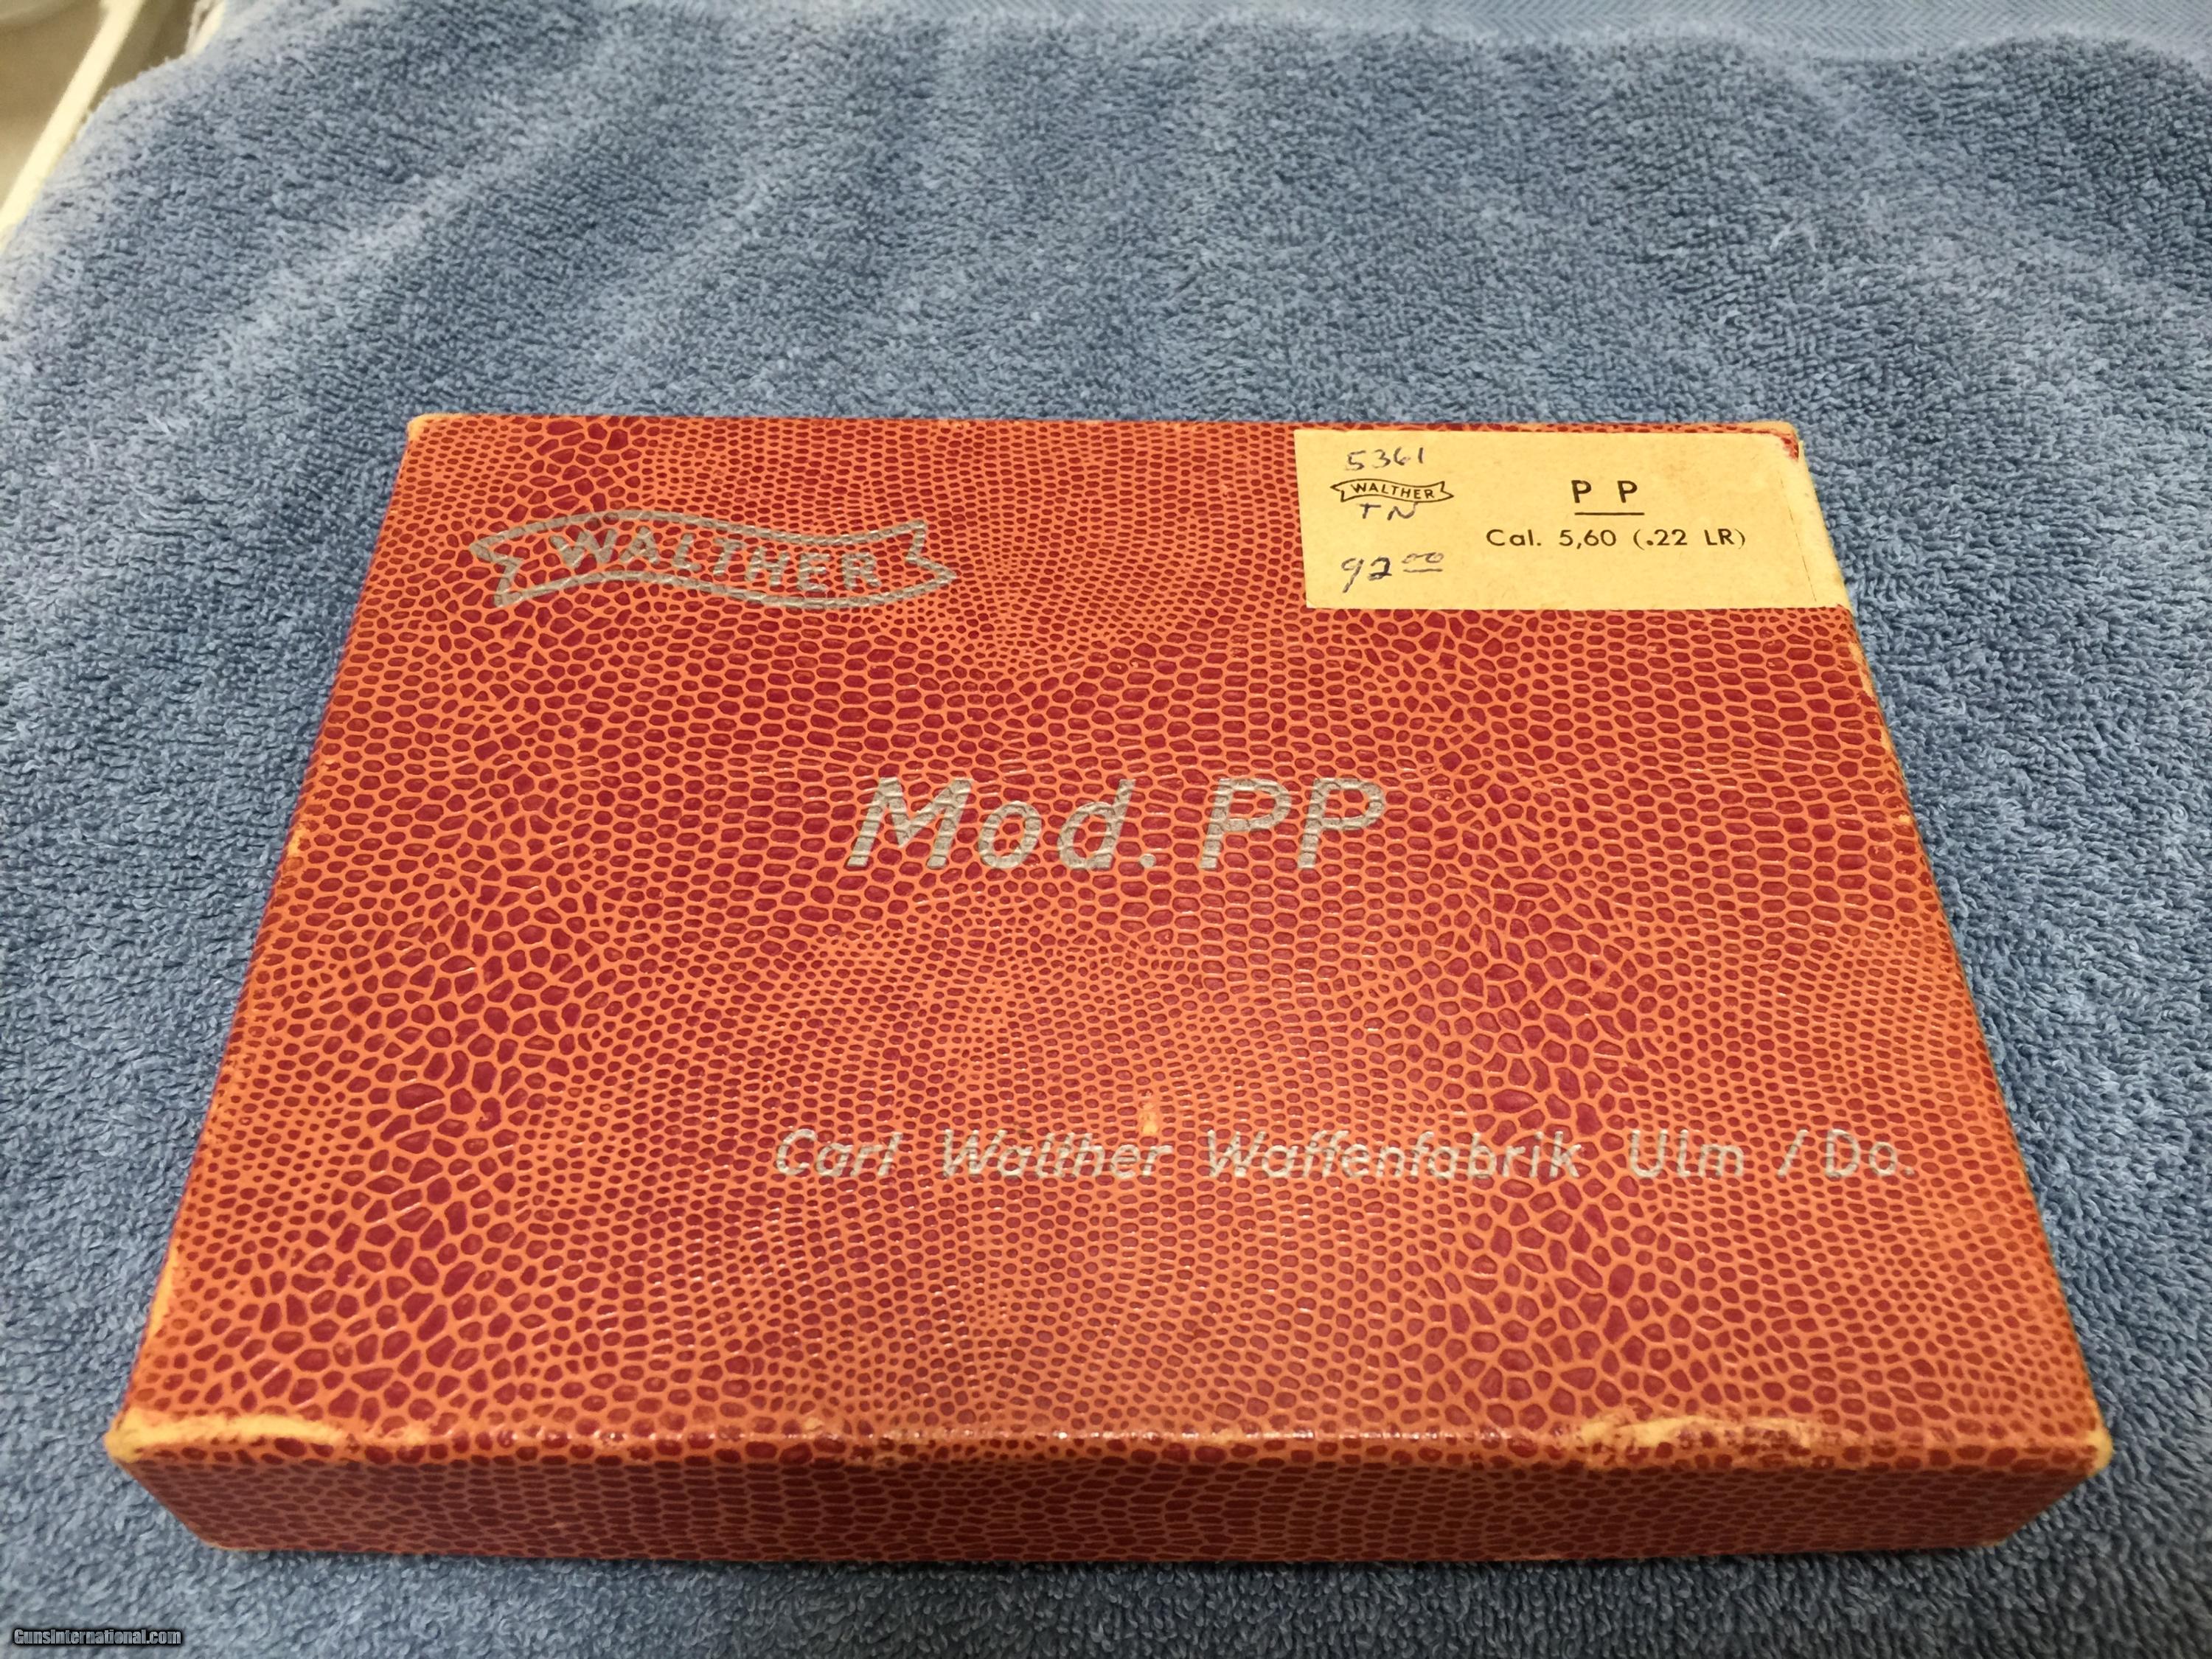 5361
WALTHER
TN
92.00
P P
Cal. 5,60 (.22 LR)
WALTHER
Mod. PP
Carl Walther Waffenfabrik Ulm / Do.
GunsInternational.com